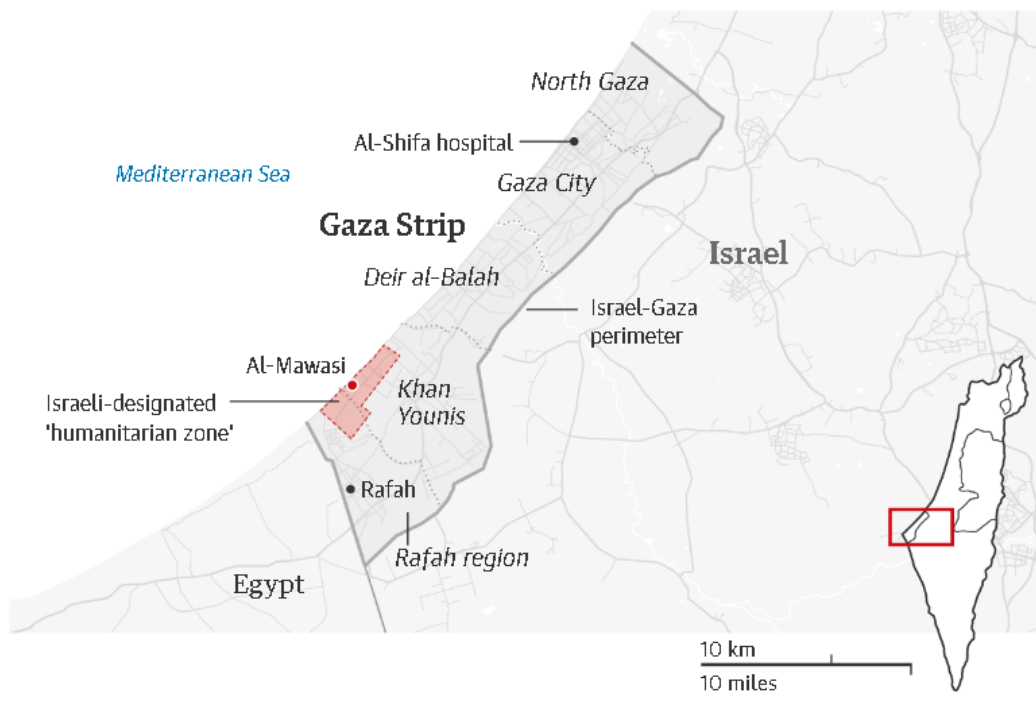 North Gaza
Al-Shifa hospital
Mediterranean Sea
Gaza City
Gaza Strip
Israel
Deir al-Balah
Israel-Gaza
perimeter
Al-Mawasi
Khan
Younis
Israeli-designated
'humanitarian zone'
Rafah
Rafah region
Egypt
10 km
10 miles